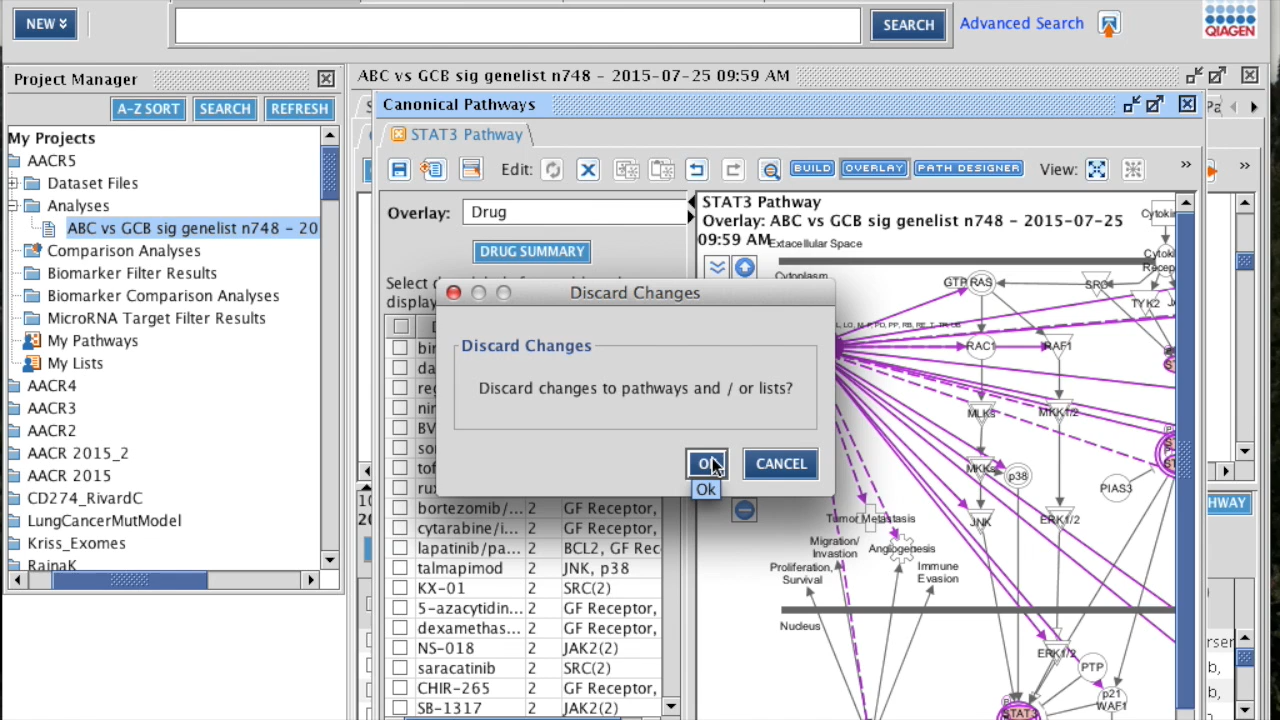 NEW
SEARCH
Advanced Search
QIAGEN
Project Manager
A-Z SORT
SEARCH
REFRESH
My Projects
AACR5
Dataset Files
Analyses
ABC vs GCB sig genelist n748 - 20
Comparison Analyses
Biomarker Filter Results
Biomarker Comparison Analyses
MicroRNA Target Filter Results
My Pathways
My Lists
AACR4
AACR3
AACR2
AACR 2015_2
AACR 2015
CD274_RivardC
LungCancerMutModel
Kriss_Exomes
RainaK
ABC vs GCB sig genelist n748 - 2015-07-25 09:59 AM
Canonical Pathways
STAT3 Pathway
Edit:
BUILD
OVERLAY
PATH DESIGNER
View:
Overlay:
Drug
DRUG SUMMARY
Discard Changes
Discard Changes
Discard changes to pathways and / or lists?
OK
CANCEL
Ok
bortezomib/... 2 GF Receptor,
cytarabine/i... 2 GF Receptor,
lapatinib/pa... 2 BCL2, GF Rec
talmapimod 2 JNK, p38
KX-01 2 SRC(2)
5-azacytidin... 2 GF Receptor,
dexamethas... 2 GF Receptor,
NS-018 2 JAK2(2)
saracatinib 2 SRC(2)
CHIR-265 2 GF Receptor,
SB-1317 2 JAK2(2)
STAT3 Pathway
Overlay: ABC vs GCB sig genelist n748 - 2015-07-25
09:59 AM
Extacellular Space
Cytoplasm
GTP RAS
SRC
TYK2
RAC1
RAF1
MLKs
MKK1/2
MKKs
p38
PIAS3
JNK
ERK1/2
Tumor Metastasis
Migration/
Invastion
Angiogenesis
Proliferation,
Survival
Immune
Evasion
Nucleus
ERK1/2
PTP
p21
WAF1
STAT3
HWAY